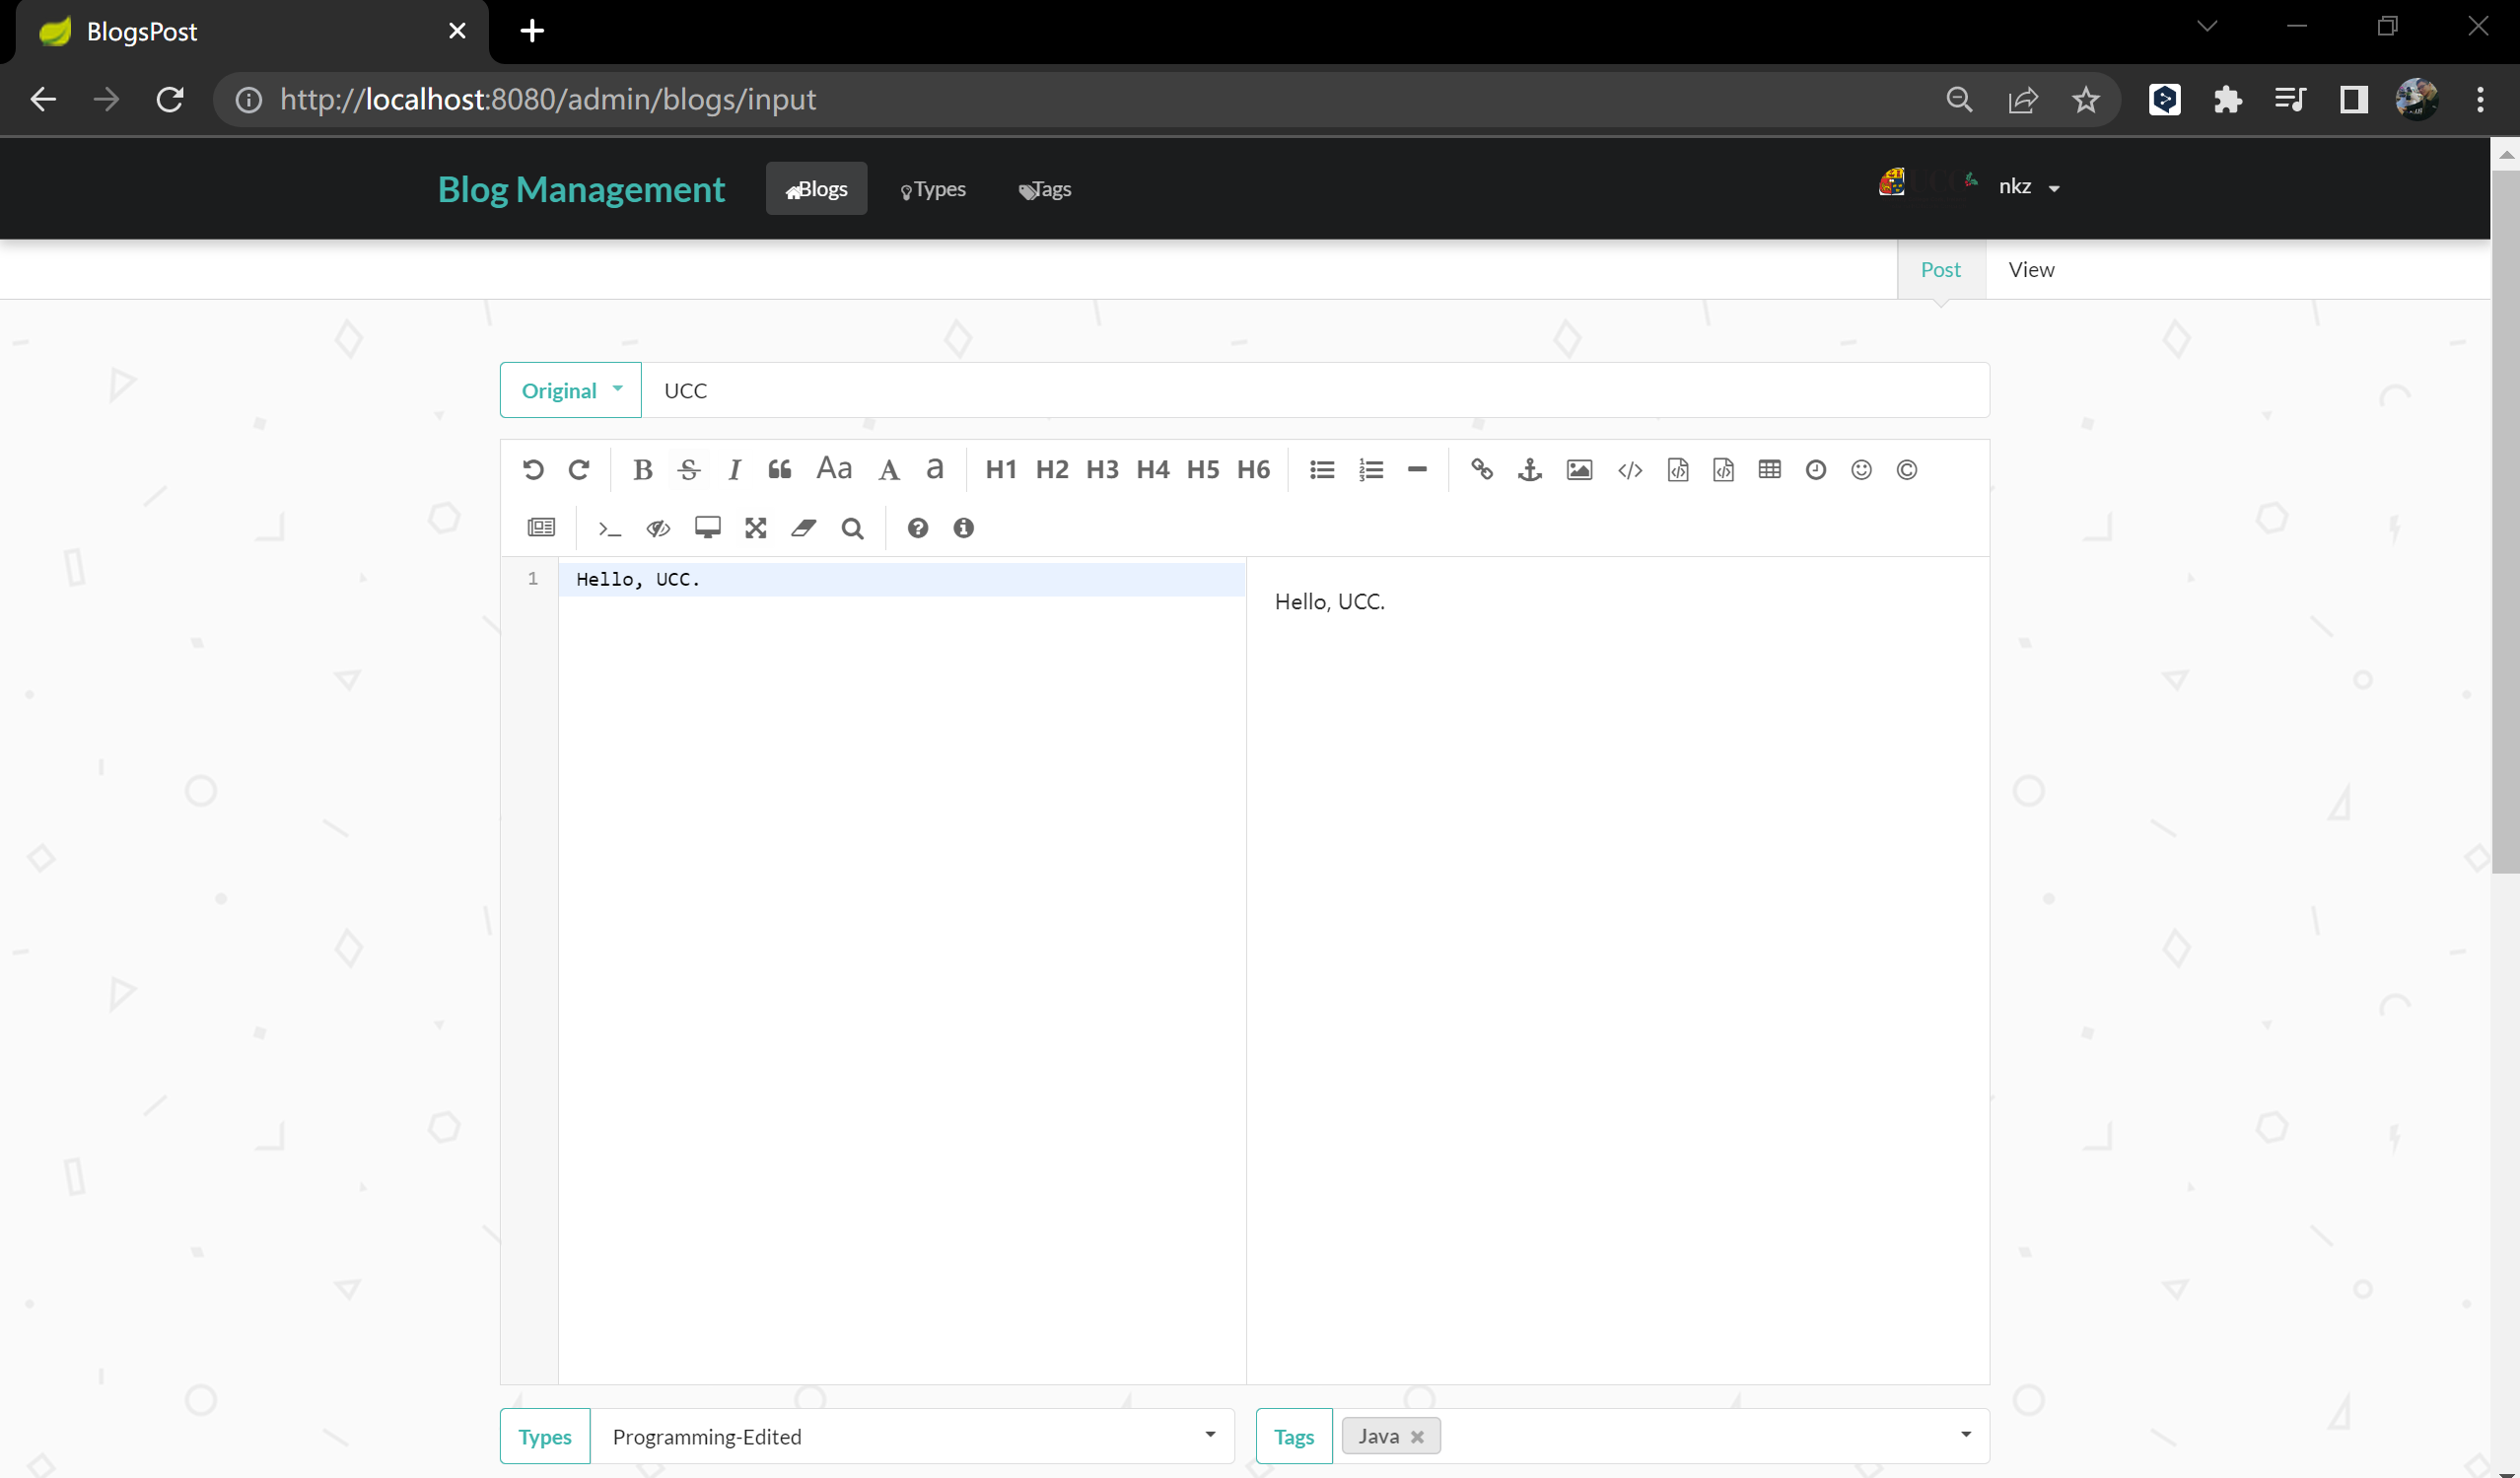 BlogsPost
http://localhost:8080/admin/blogs/input
Blog Management Blogs Types Tags nkz
Post View
Original UCC
B S I Aa A a H1 H2 H3 H4 H5 H6
1 Hello, UCC.
Hello, UCC.
Types Programming-Edited Tags Java